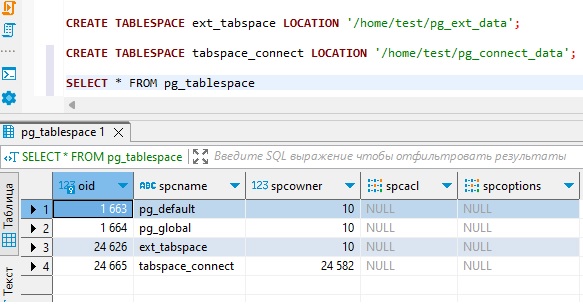 CREATE TABLESPACE ext_tabspace LOCATION '/home/test/pg_ext_data';
CREATE TABLESPACE tabspace_connect LOCATION '/home/test/pg_connect_data';
SELECT * FROM pg_tablespace
pg_tablespace 1
SELECT * FROM pg_tablespace Введите SQL выражение чтобы отфильтровать результаты
Таблица
Текст
123 oid ABC spcname 123 spcowner spcacl spcoptions
1 1 663 pg_default 10 NULL NULL
2 1 664 pg_global 10 NULL NULL
3 24 626 ext_tabspace 10 NULL NULL
4 24 665 tabspace_connect 24 582 NULL NULL